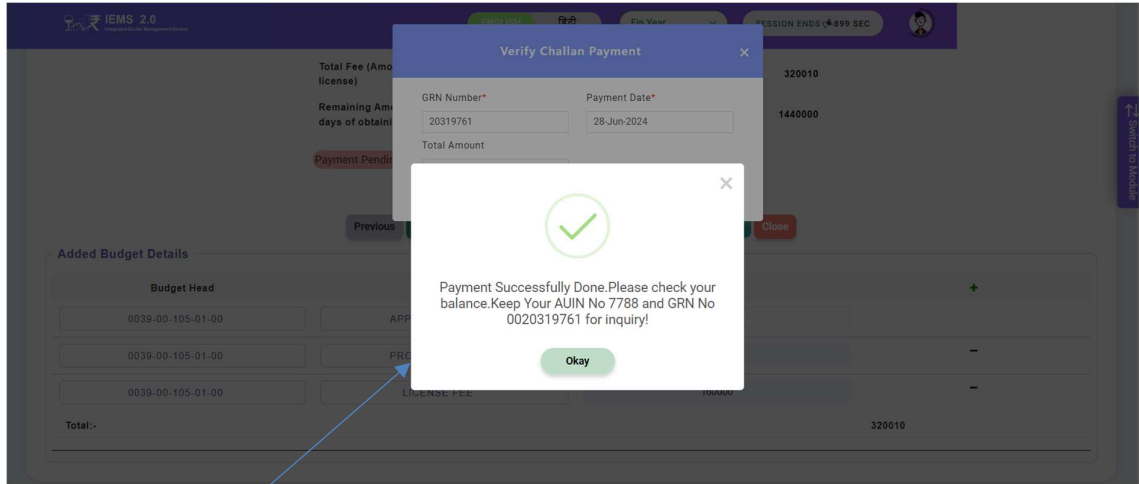 IEMS 2.0
Integrated Excise Management System
ENGLISH हिंदी
Fin Year
SESSION ENDS 899 SEC
Verify Challan Payment ×
Total Fee (Amo
license)
320010
GRN Number* Payment Date*
Remaining Amo
days of obtaini
1440000
20319761 28-Jun-2024
Total Amount
Payment Pendin
Switch to Module
×
Previous
Close
Added Budget Details
Payment Successfully Done.Please check your
balance.Keep Your AUIN No 7788 and GRN No
0020319761 for inquiry!
Okay
Budget Head +
0039-00-105-01-00 APP
0039-00-105-01-00 PRO −
0039-00-105-01-00 LICENSE FEE 160000 −
Total:- 320010